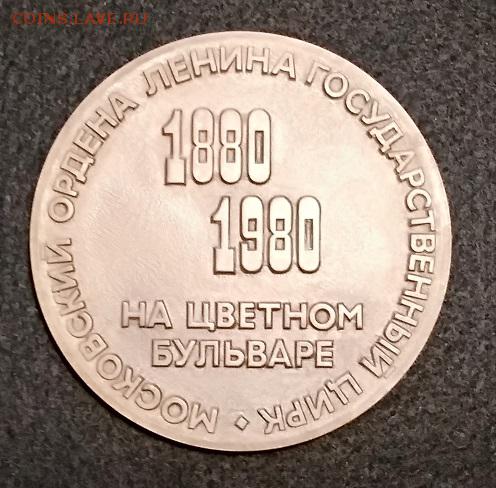 COINS.LAVE.RU
МОСКОВСКИЙ ОРДЕНА ЛЕНИНА ГОСУДАРСТВЕННЫЙ ЦИРК •
1880
1980
НА ЦВЕТНОМ
БУЛЬВАРЕ